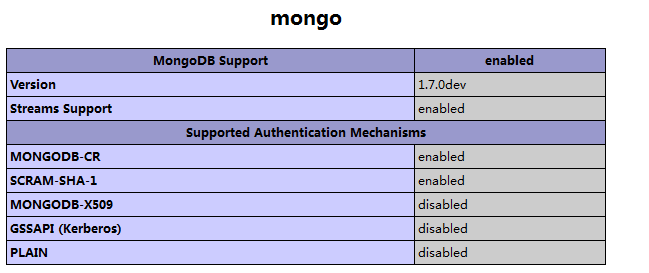 mongo
MongoDB Support enabled
Version 1.7.0dev
Streams Support enabled
Supported Authentication Mechanisms
MONGODB-CR enabled
SCRAM-SHA-1 enabled
MONGODB-X509 disabled
GSSAPI (Kerberos) disabled
PLAIN disabled